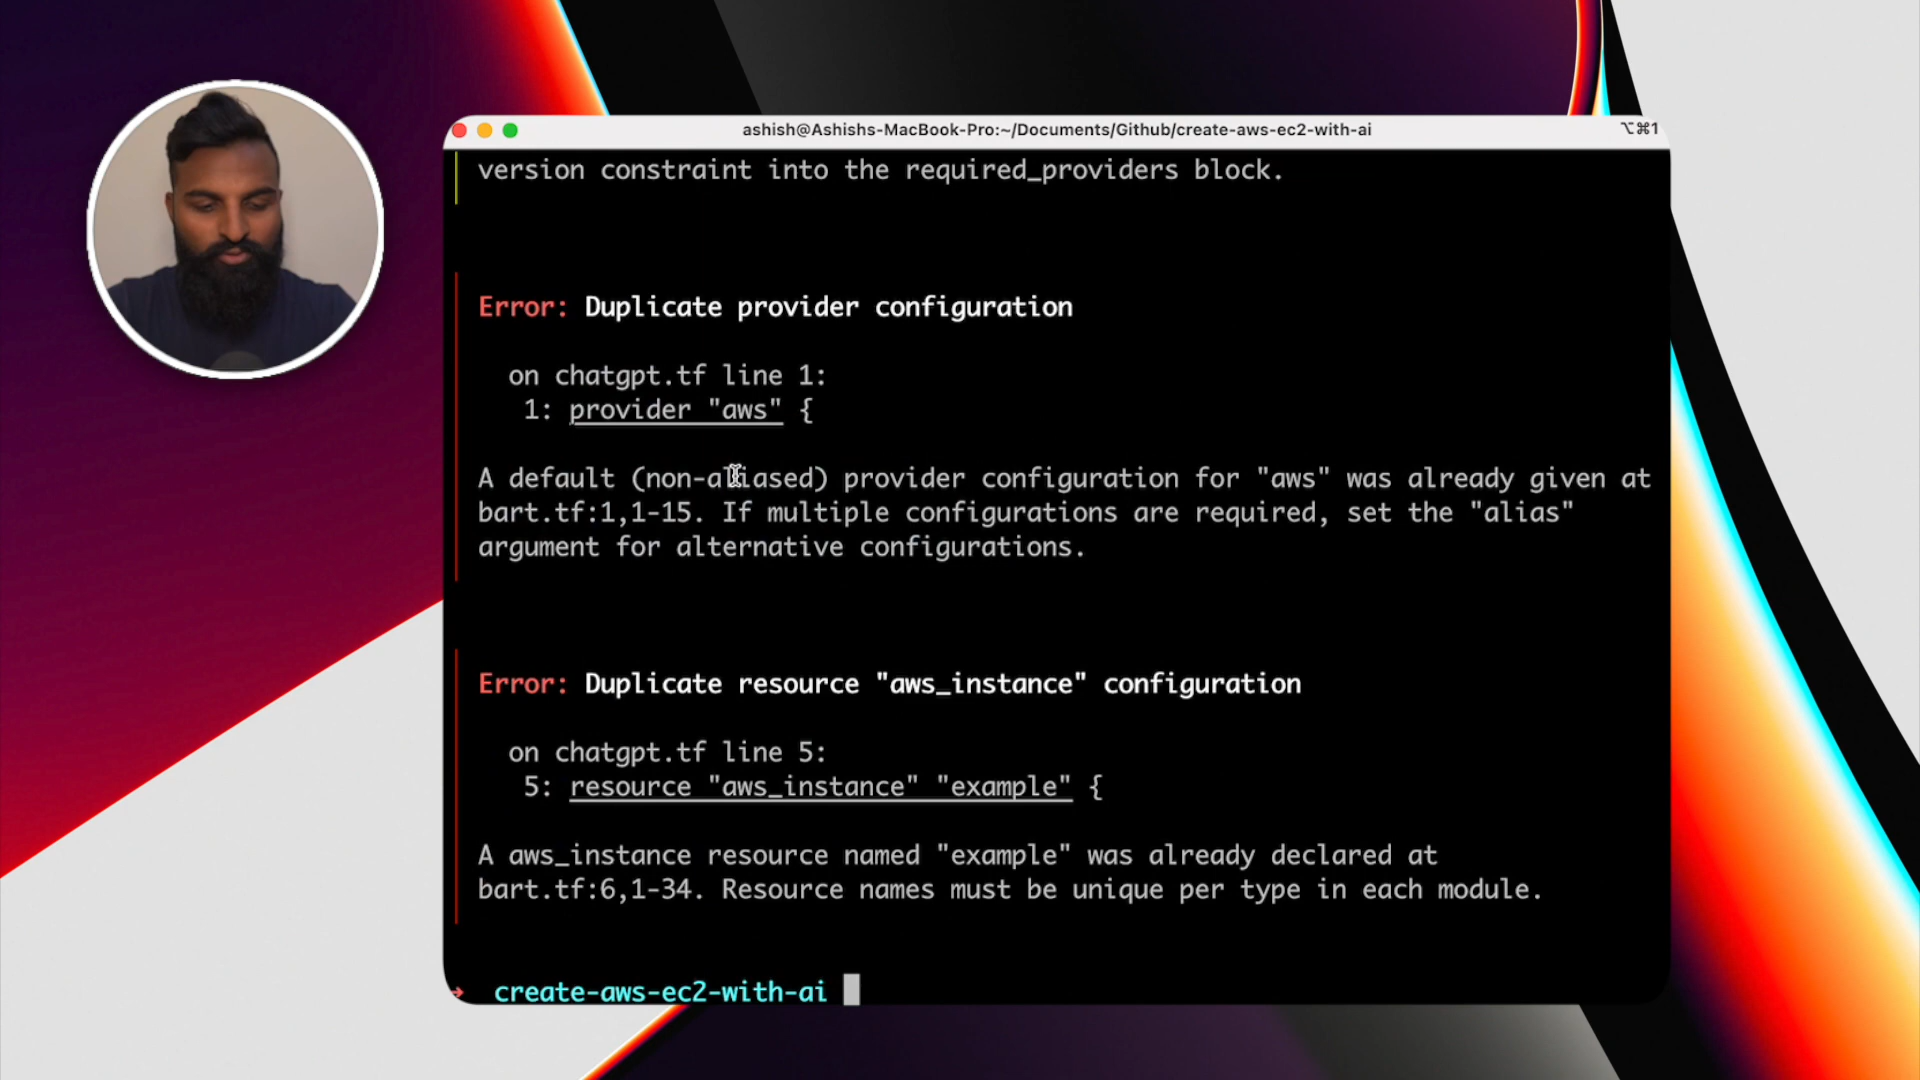 ashish@Ashishs-MacBook-Pro:~/Documents/Github/create-aws-ec2-with-ai
⌥⌘1
version constraint into the required_providers block.
Error: Duplicate provider configuration
on chatgpt.tf line 1:
1: provider "aws" {
A default (non-aliased) provider configuration for "aws" was already given at
bart.tf:1,1-15. If multiple configurations are required, set the "alias"
argument for alternative configurations.
Error: Duplicate resource "aws_instance" configuration
on chatgpt.tf line 5:
5: resource "aws_instance" "example" {
A aws_instance resource named "example" was already declared at
bart.tf:6,1-34. Resource names must be unique per type in each module.
➜ create-aws-ec2-with-ai